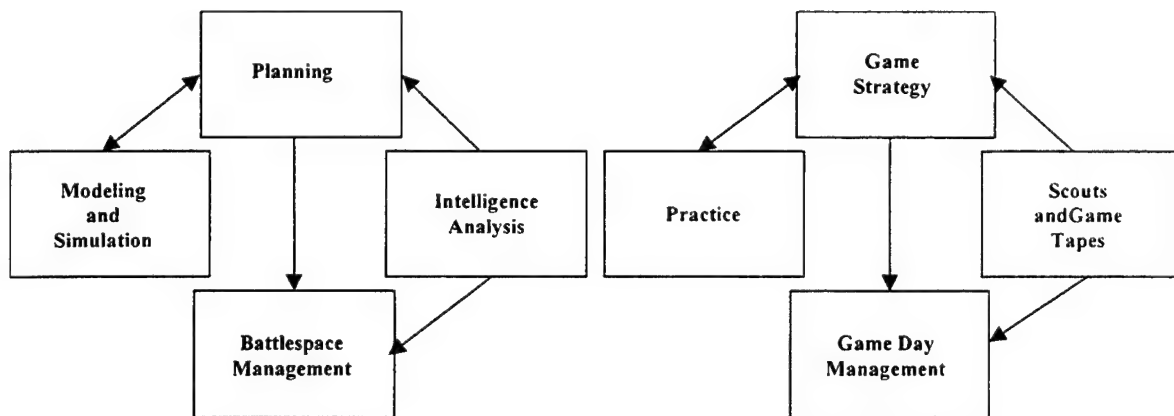 Planning
Modeling
and
Simulation
Intelligence
Analysis
Battlespace
Management
Game
Strategy
Practice
Scouts
andGame
Tapes
Game Day
Management